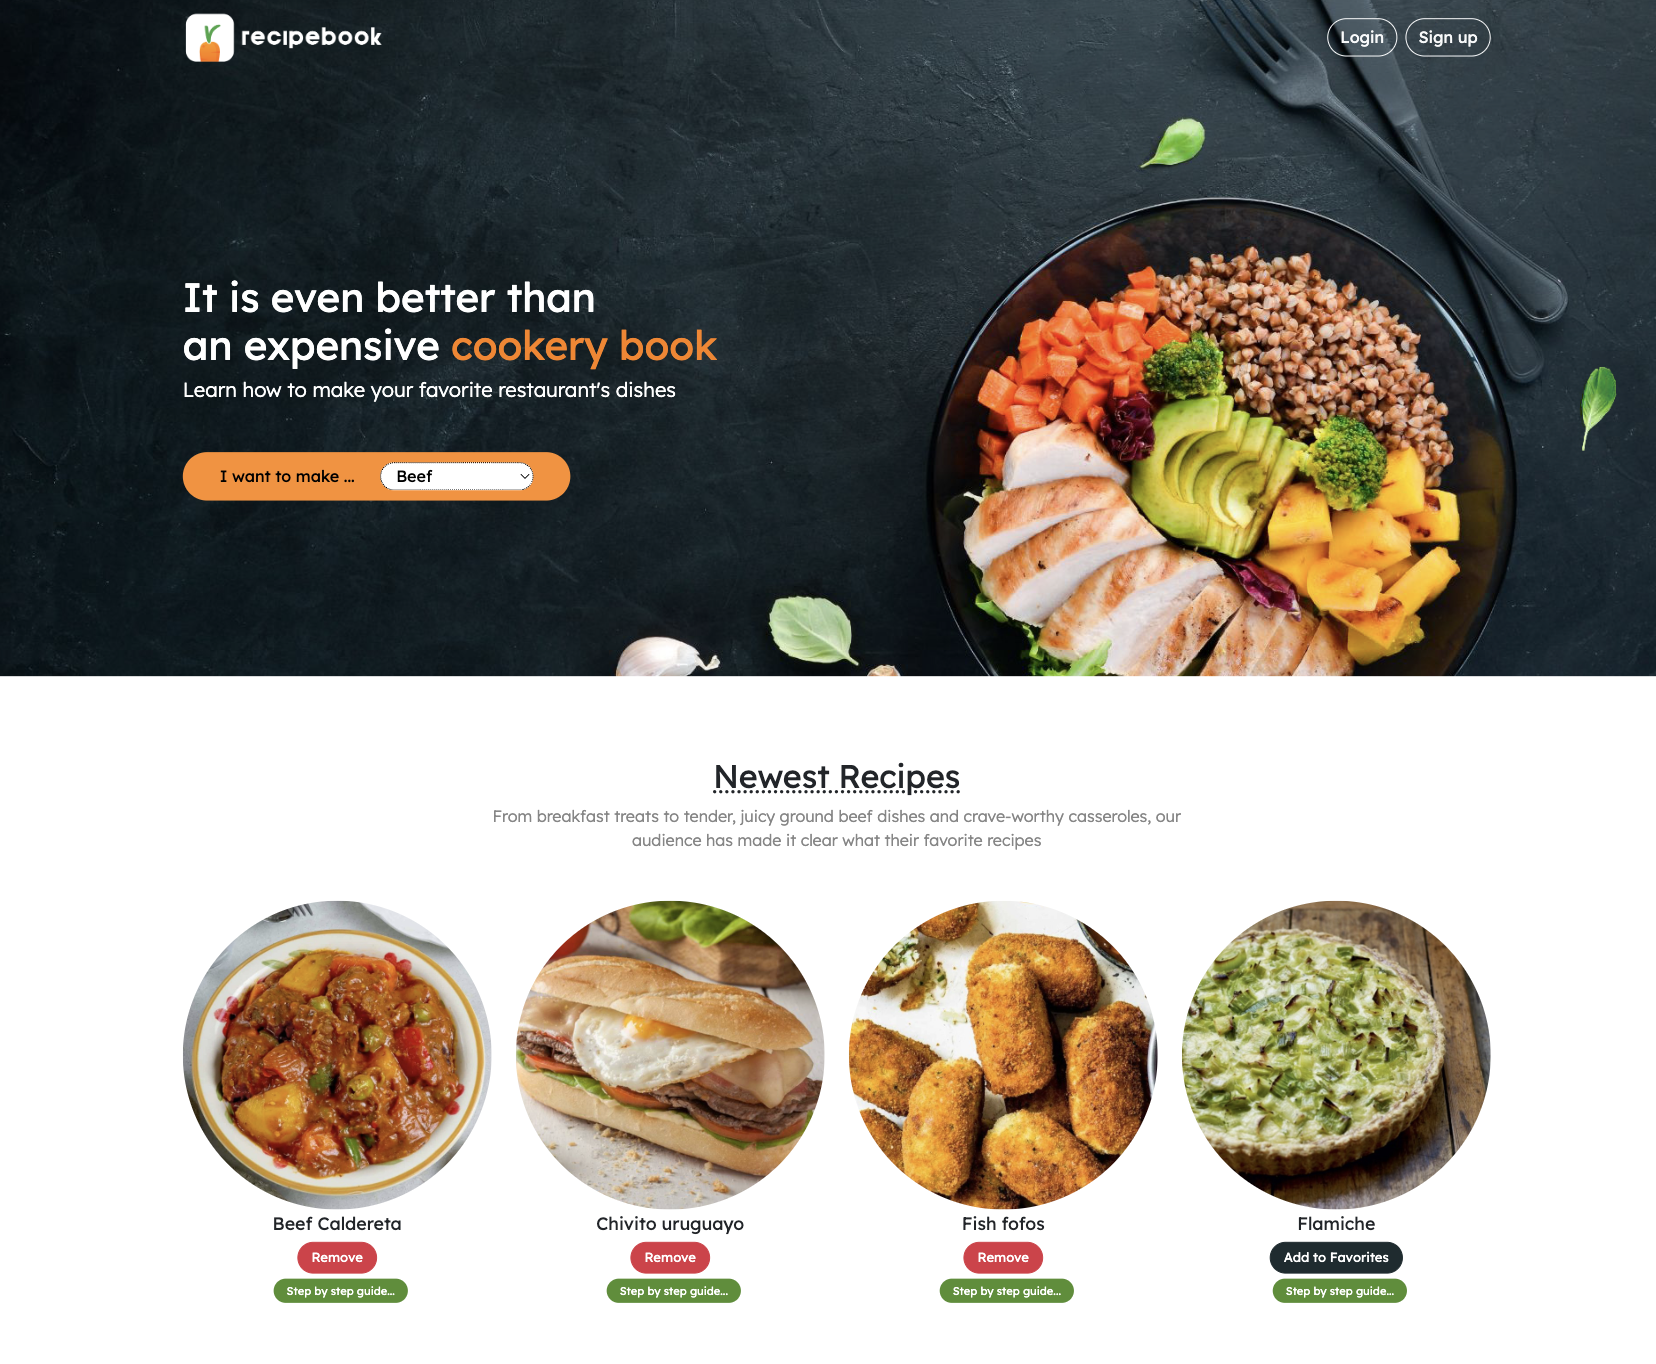 recipebook
Login
Sign up
It is even better than
an expensive cookery book
Learn how to make your favorite restaurant's dishes
I want to make ...
Beef
Newest Recipes
From breakfast treats to tender, juicy ground beef dishes and crave-worthy casseroles, our
audience has made it clear what their favorite recipes
Beef Caldereta
Remove
Step by step guide...
Chivito uruguayo
Remove
Step by step guide...
Fish fofos
Remove
Step by step guide...
Flamiche
Add to Favorites
Step by step guide...